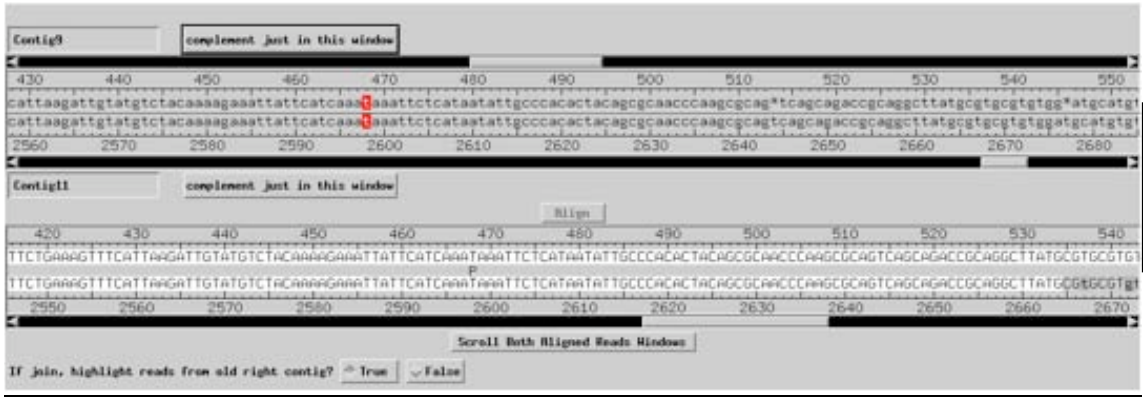 Contig9 complement just in this window
430 440 450 460 470 480 490 500 510 520 530 540 550
cattaagattgtatgtctacaaaagaaattattcatcaaataaattctcataatattgcccacactacagcgcaacccaagcgcag*tcagcagaccgcaggcttatgcgtgcgtgtgg*atgcatgt
cattaagattgtatgtctacaaaagaaattattcatcaaataaattctcataatattgcccacactacagcgcaacccaagcgcagtcagcagaccgcaggcttatgcgtgcgtgtggatgcatgtgt
2560 2570 2580 2590 2600 2610 2620 2630 2640 2650 2660 2670 2680
Contig11 complement just in this window
Align
420 430 440 450 460 470 480 490 500 510 520 530 540
TTCTGAAAGTTTCATTAAGATTGTATGTCTACAAAAGAAATTATTCATCAAATAAATTCTCATAATATTGCCCACACTACAGCGCAACCCAAGCGCAGTCAGCAGACCGCAGGCTTATGCGTGCGTGT
P
TTCTGAAAGTTTCATTAAGATTGTATGTCTACAAAAGAAATTATTCATCAAATAAATTCTCATAATATTGCCCACACTACAGCGCAACCCAAGCGCAGTCAGCAGACCGCAGGCTTATGCGtGCGTgt
2550 2560 2570 2580 2590 2600 2610 2620 2630 2640 2650 2660 2670
Scroll Both Aligned Reads Windows
If join, highlight reads from old right contig? True False